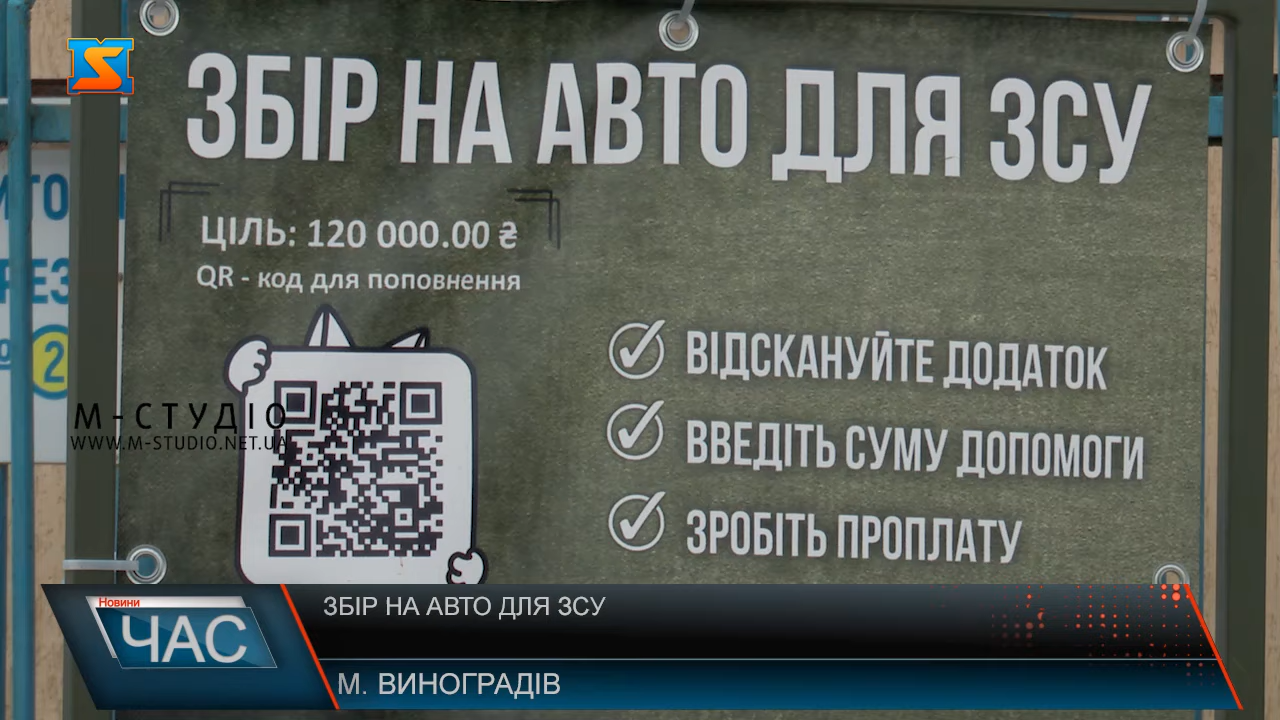 ЗБІР НА АВТО ДЛЯ ЗСУ
ЦІЛЬ: 120 000.00 ₴
QR - код для поповнення
ВІДСКАНУЙТЕ ДОДАТОК
ВВЕДІТЬ СУМУ ДОПОМОГИ
ЗРОБІТЬ ПРОПЛАТУ
М-СТУДІО
WWW.M-STUDIO.NET.UA
2
Новини
ЧАС
ЗБІР НА АВТО ДЛЯ ЗСУ
М. ВИНОГРАДІВ